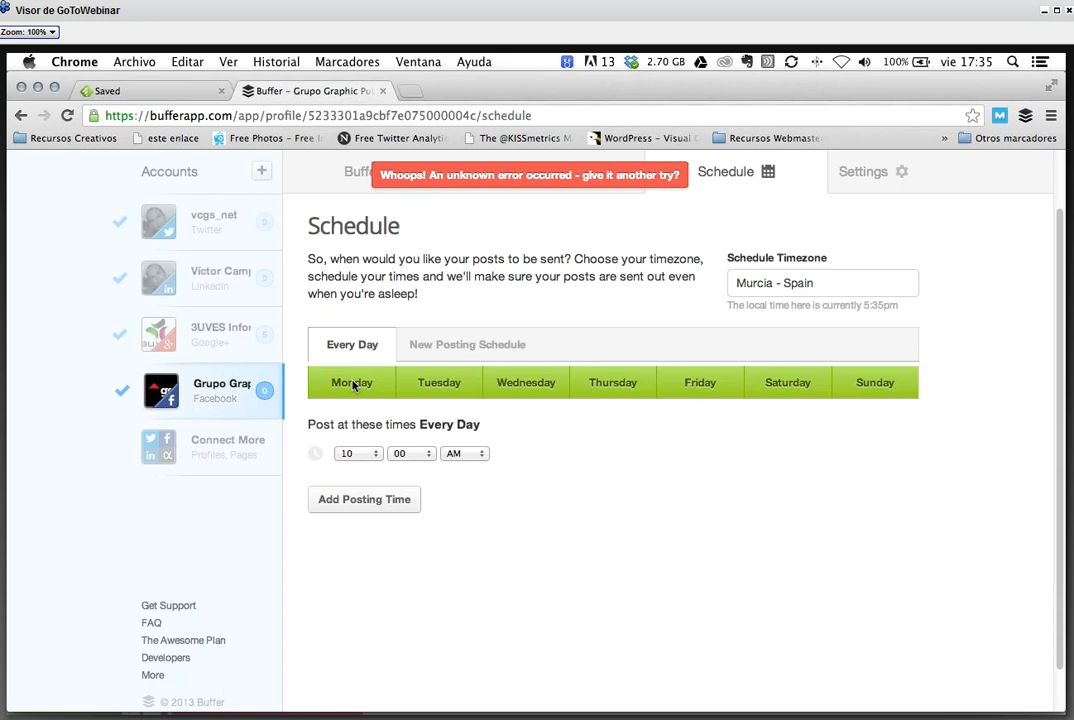 Visor de GoToWebinar
Zoom: 100%
Chrome Archivo Editar Ver Historial Marcadores Ventana Ayuda 13 2.70 GB 100% vie 17:35
Saved
Buffer - Grupo Graphic Pu
https://bufferapp.com/app/profile/5233301a9cbf7e075000004c/schedule
Recursos Creativos este enlace Free Photos - Free I Free Twitter Analytic The @KISSmetrics M WordPress – Visual Recursos Webmaste » Otros marcadores
Accounts +
Buff
Whoops! An unknown error occurred - give it another try?
Schedule
Settings
vcgs_net
Twitter
0
Víctor Camp
LinkedIn
0
3UVES Infor
Google+
5
Grupo Grap
Facebook
0
Connect More
Profiles, Pages
Get Support
FAQ
The Awesome Plan
Developers
More
© 2013 Buffer
Schedule
So, when would you like your posts to be sent? Choose your timezone,
schedule your times and we'll make sure your posts are sent out even
when you're asleep!
Schedule Timezone
Murcia - Spain
The local time here is currently 5:35pm
Every Day New Posting Schedule
Monday Tuesday Wednesday Thursday Friday Saturday Sunday
Post at these times Every Day
10 00 AM
Add Posting Time